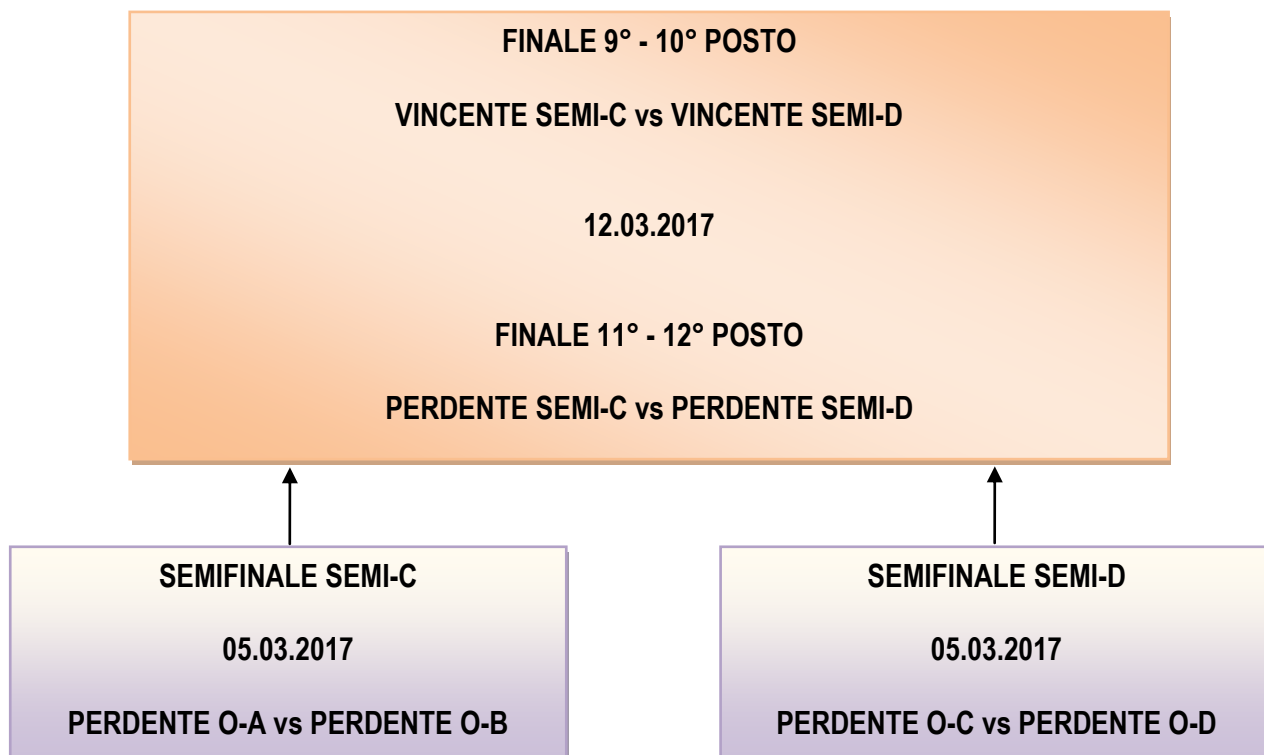 FINALE 9° - 10° POSTO
VINCENTE SEMI-C vs VINCENTE SEMI-D
12.03.2017
FINALE 11° - 12° POSTO
PERDENTE SEMI-C vs PERDENTE SEMI-D
SEMIFINALE SEMI-C
05.03.2017
PERDENTE O-A vs PERDENTE O-B
SEMIFINALE SEMI-D
05.03.2017
PERDENTE O-C vs PERDENTE O-D